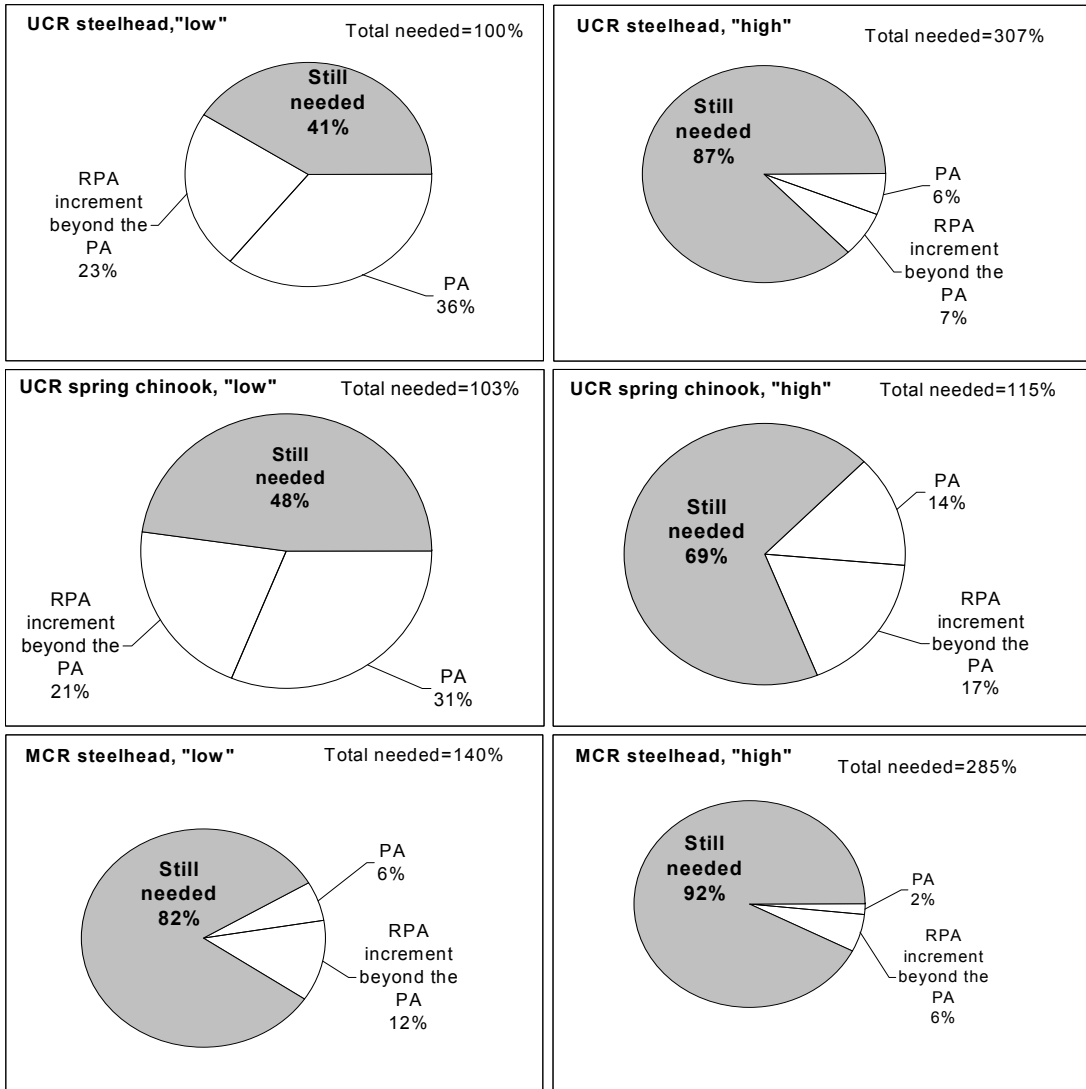 UCR steelhead,"low"
Total needed=100%
Still
needed
41%
RPA
increment
beyond the
PA
23%
PA
36%
UCR steelhead, "high"
Total needed=307%
Still
needed
87%
PA
6%
RPA
increment
beyond the
PA
7%
UCR spring chinook, "low"
Total needed=103%
Still
needed
48%
RPA
increment
beyond the
PA
21%
PA
31%
UCR spring chinook, "high"
Total needed=115%
PA
14%
Still
needed
69%
RPA
increment
beyond the
PA
17%
MCR steelhead, "low"
Total needed=140%
PA
6%
Still
needed
82%
RPA
increment
beyond the
PA
12%
MCR steelhead, "high"
Total needed=285%
Still
needed
92%
PA
2%
RPA
increment
beyond the
PA
6%